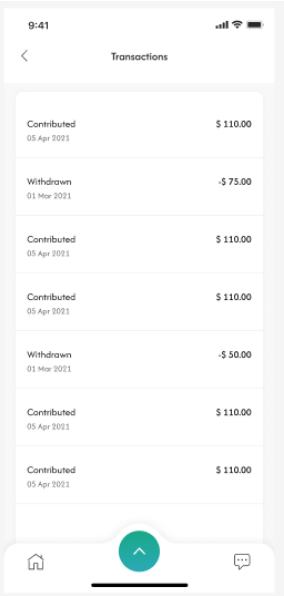 9:41
Transactions
Contributed $ 110.00
05 Apr 2021
Withdrawn -$ 75.00
01 Mar 2021
Contributed $ 110.00
05 Apr 2021
Contributed $ 110.00
05 Apr 2021
Withdrawn -$ 50.00
01 Mar 2021
Contributed $ 110.00
05 Apr 2021
Contributed $ 110.00
05 Apr 2021